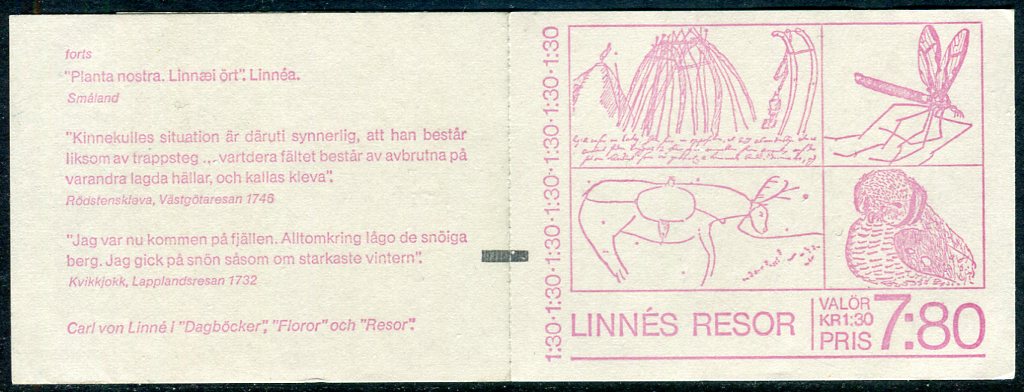 forts
"Planta nostra. Linnæi ört". Linnéa.
Småland
"Kinnekulles situation är däruti synnerlig, att han består
liksom av trappsteg ... vartdera fältet består av avbrutna på
varandra lagda hällar, och kallas kleva".
Rödstenskleva, Västgötaresan 1746
"Jag var nu kommen på fjällen. Alltomkring lågo de snöiga
berg. Jag gick på snön såsom om starkaste vintern".
Kvikkjokk, Lapplandsresan 1732
Carl von Linné i "Dagböcker", "Floror" och "Resor".
1:30·1:30·1:30·1:30·1:30·1:30
LINNÉS RESOR
VALÖR
KR 1:30
PRIS 7:80